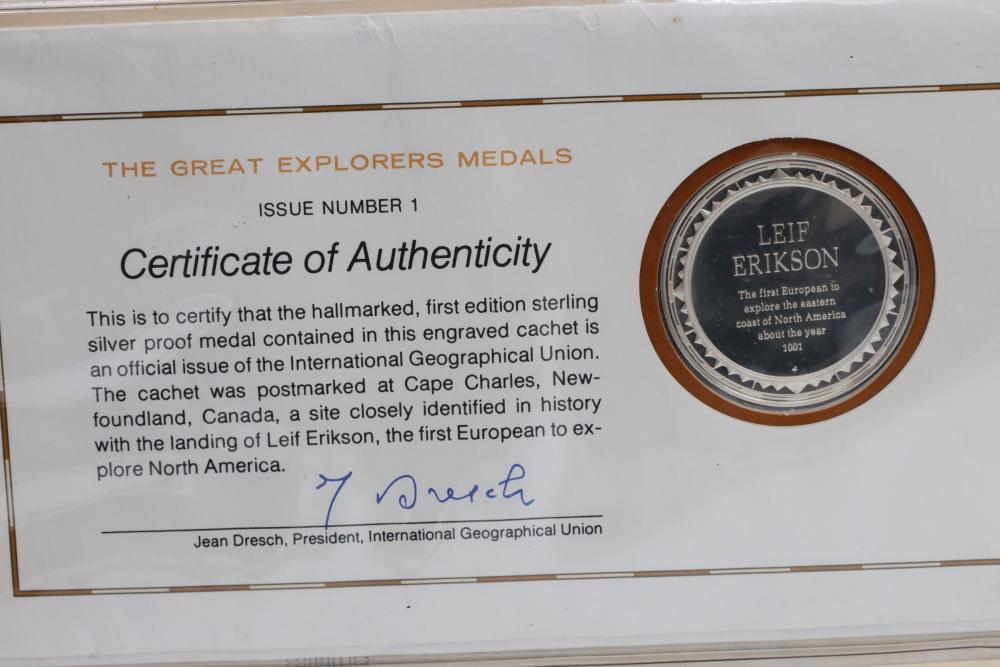 THE GREAT EXPLORERS MEDALS
ISSUE NUMBER 1
Certificate of Authenticity
This is to certify that the hallmarked, first edition sterling
silver proof medal contained in this engraved cachet is
an official issue of the International Geographical Union.
The cachet was postmarked at Cape Charles, New-
foundland, Canada, a site closely identified in history
with the landing of Leif Erikson, the first European to ex-
plore North America.
J Dresch
Jean Dresch, President, International Geographical Union
LEIF
ERIKSON
The first European to
explore the eastern
coast of North America
about the year
1001
4